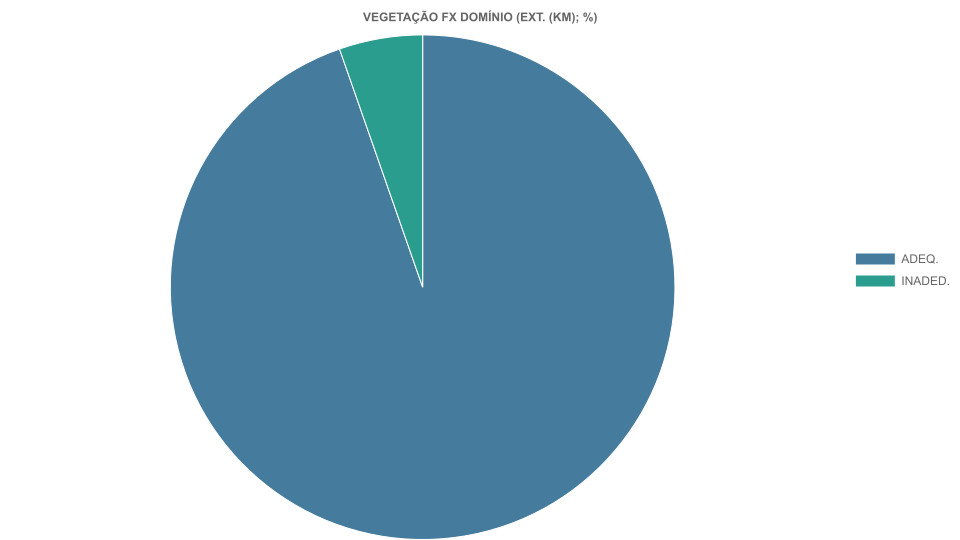 VEGETAÇÃO FX DOMÍNIO (EXT. (KM); %)
ADEQ.
INADED.